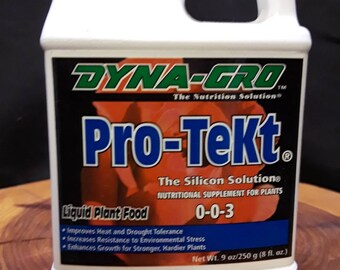 DYNA-GRO™
The Nutrition Solution®
Pro-TeKt®
The Silicon Solution®
NUTRITIONAL SUPPLEMENT FOR PLANTS
Liquid Plant Food
0-0-3
• Improves Heat and Drought Tolerance
• Increases Resistance to Environmental Stress
• Enhances Growth for Stronger, Hardier Plants
Net Wt. 9 oz/250 g (8 fl. oz.)